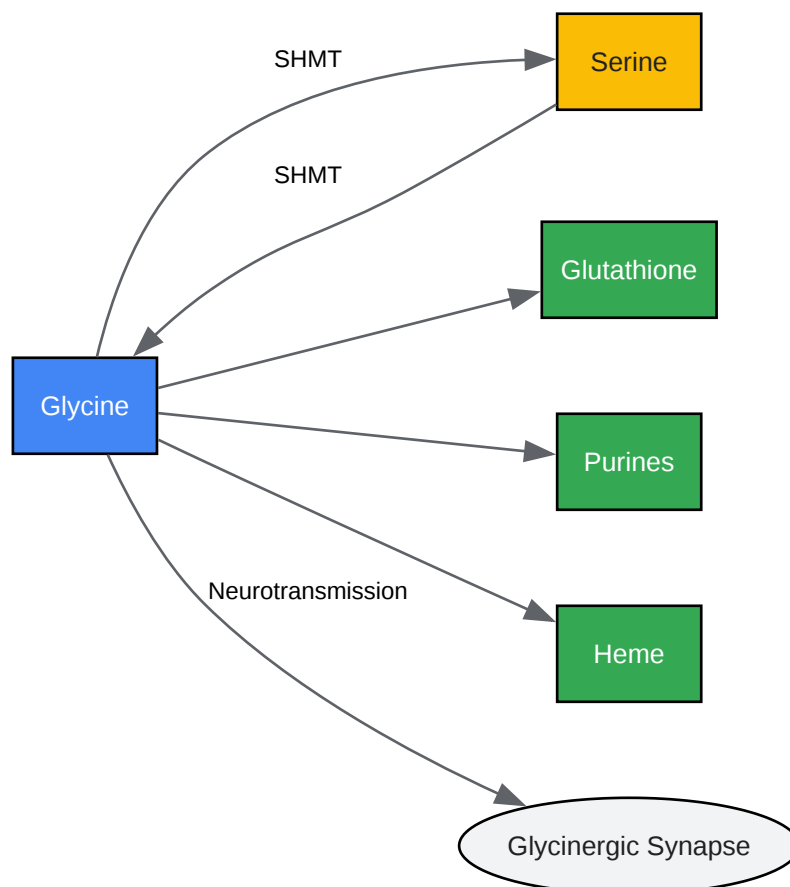 SHMT
Serine
SHMT
Glutathione
Glycine
Purines
Neurotransmission
Heme
Glycinergic Synapse